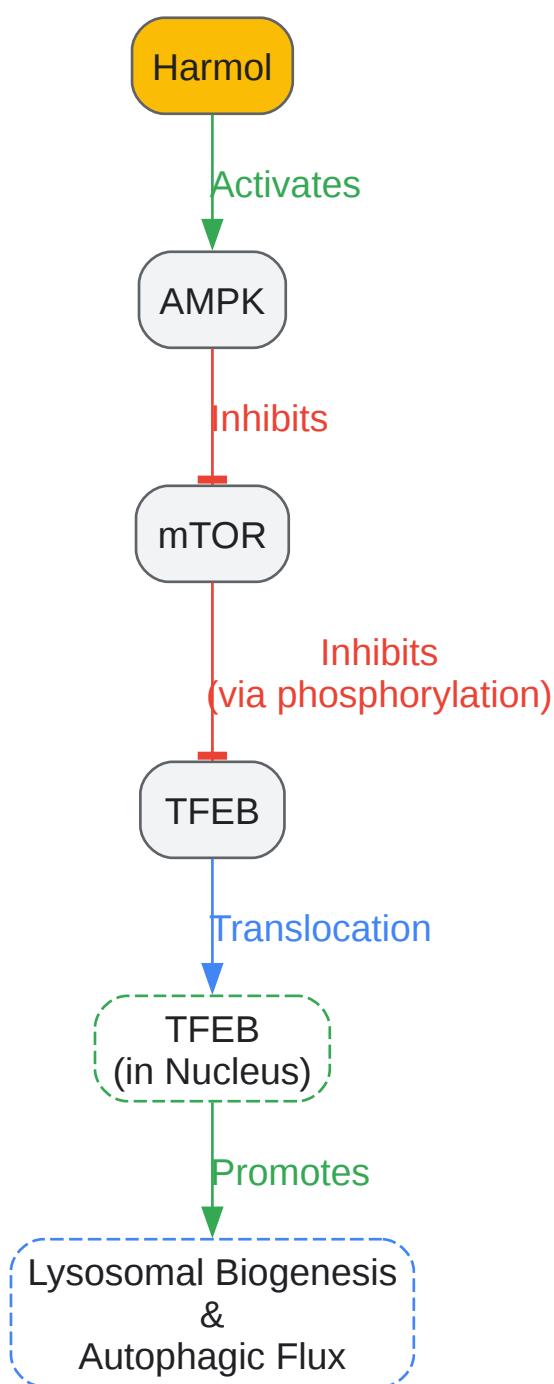 Harmol
Activates
AMPK
Inhibits
mTOR
Inhibits
(via phosphorylation)
TFEB
Translocation
TFEB
(in Nucleus)
Promotes
Lysosomal Biogenesis
&
Autophagic Flux